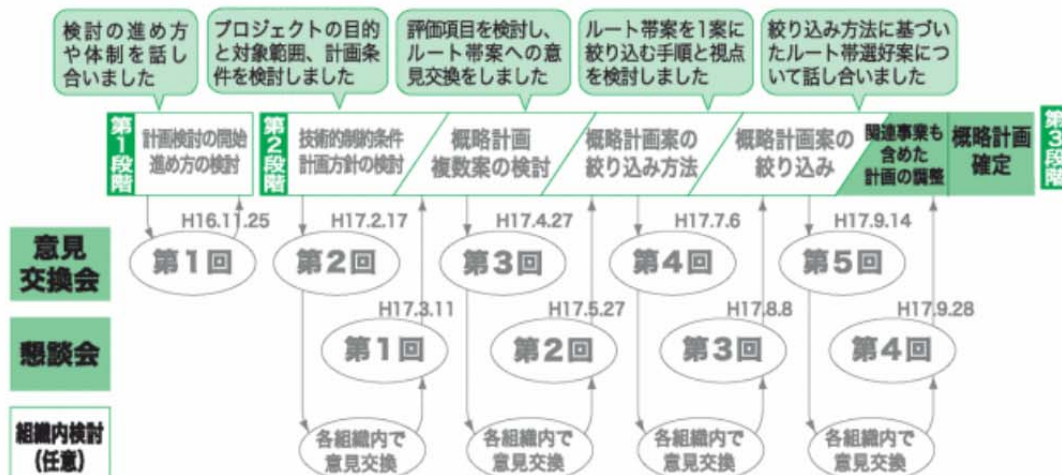 検討の進め方
や体制を話し
合いました
プロジェクトの目的
と対象範囲、計画条
件を検討しました
評価項目を検討し、
ルート帯案への意
見交換をしました
ルート帯案を1案に
絞り込む手順と視点
を検討しました
絞り込み方法に基づい
たルート帯選好案につ
いて話し合いました
第1段階
計画検討の開始
進め方の検討
第2段階
技術的制約条件
計画方針の検討
概略計画
複数案の検討
概略計画案の
絞り込み方法
概略計画案の
絞り込み
関連事業も
含めた
計画の調整
概略計画
確定
第3段階
意見
交換会
H16.11.25
第1回
H17.2.17
第2回
H17.4.27
第3回
H17.7.6
第4回
H17.9.14
第5回
懇談会
H17.3.11
第1回
H17.5.27
第2回
H17.8.8
第3回
H17.9.28
第4回
組織内検討
(任意)
各組織内で
意見交換
各組織内で
意見交換
各組織内で
意見交換
各組織内で
意見交換